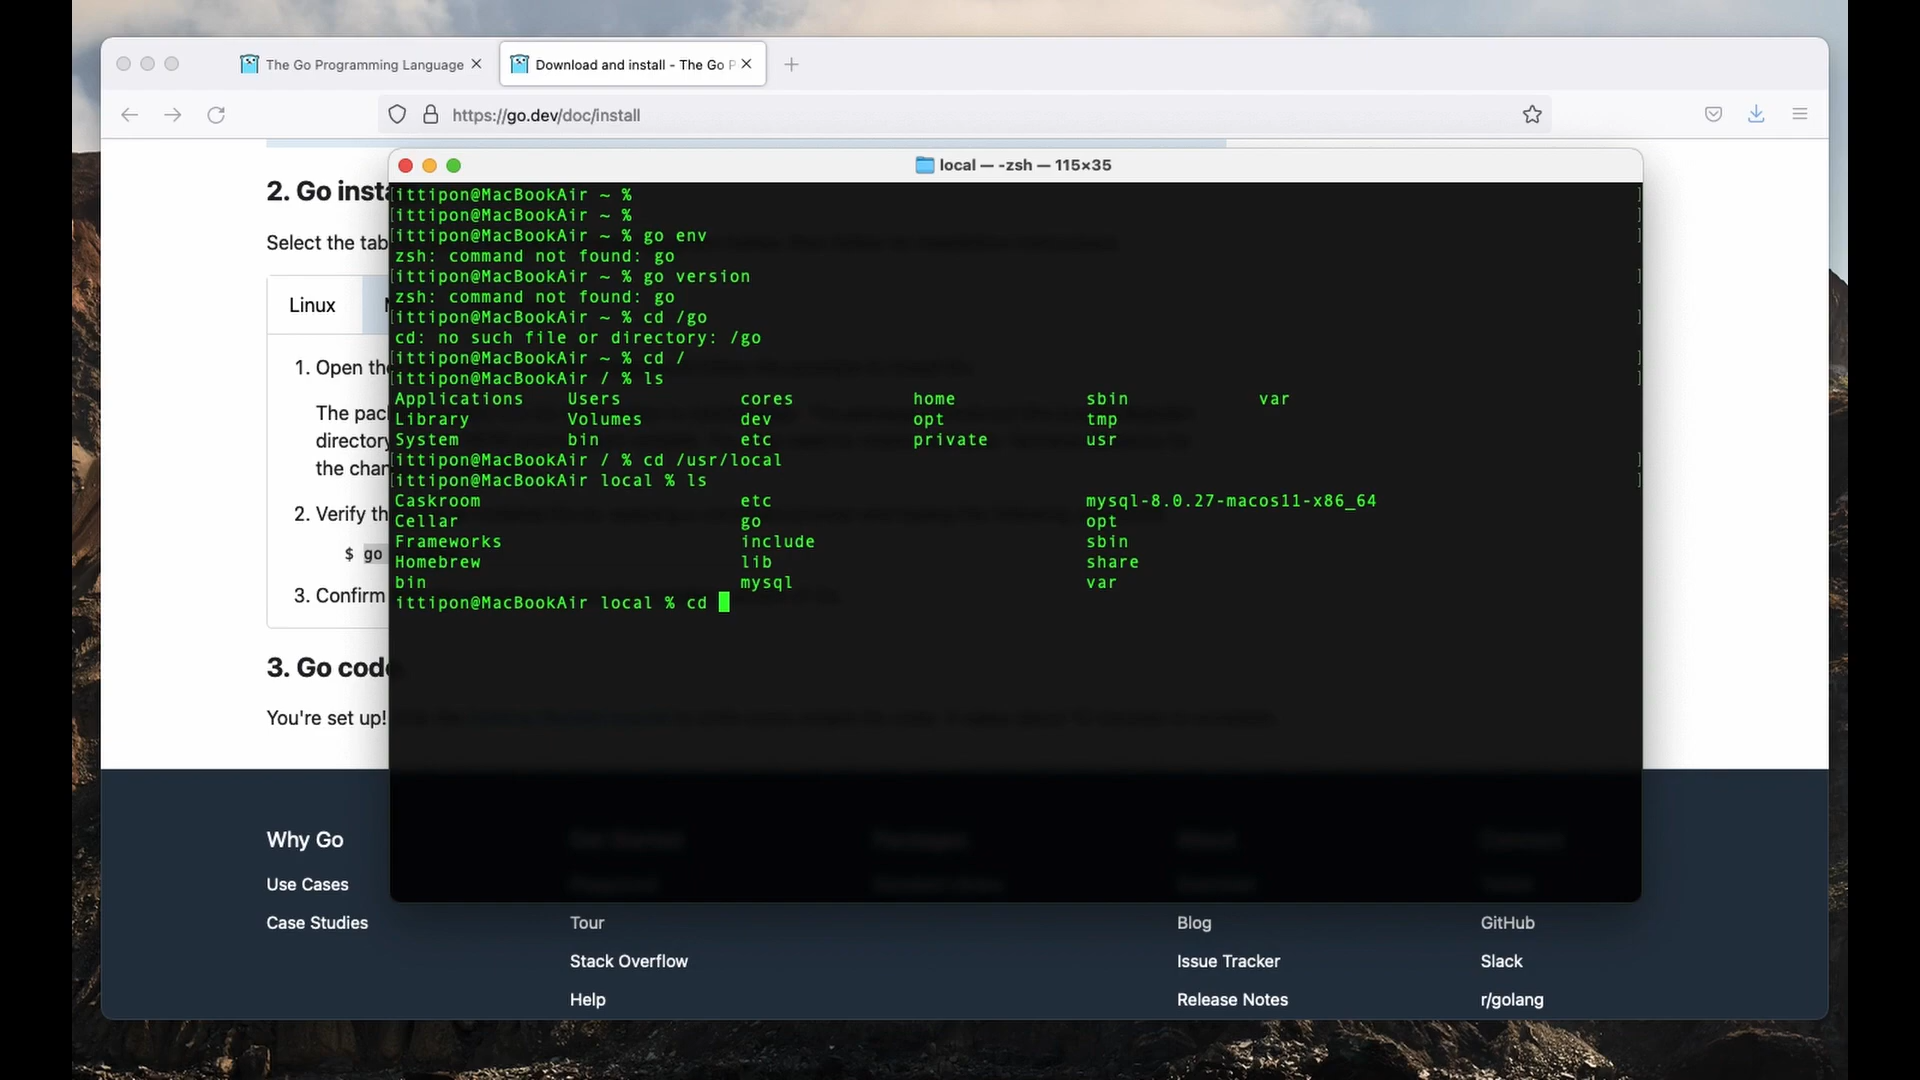 The Go Programming Language
Download and install - The Go P
https://go.dev/doc/install
local — -zsh — 115×35
2. Go insta
Select the tab
Linux
1. Open the
The pack
directory
the chan
2. Verify th
$ go
3. Confirm
3. Go code
You're set up!
ittipon@MacBookAir ~ %
ittipon@MacBookAir ~ %
ittipon@MacBookAir ~ % go env
zsh: command not found: go
ittipon@MacBookAir ~ % go version
zsh: command not found: go
ittipon@MacBookAir ~ % cd /go
cd: no such file or directory: /go
ittipon@MacBookAir ~ % cd /
ittipon@MacBookAir / % ls
Applications Users cores home sbin var
Library Volumes dev opt tmp
System bin etc private usr
ittipon@MacBookAir / % cd /usr/local
ittipon@MacBookAir local % ls
Caskroom etc mysql-8.0.27-macos11-x86_64
Cellar go opt
Frameworks include sbin
Homebrew lib share
bin mysql var
ittipon@MacBookAir local % cd
Why Go
Use Cases
Case Studies
Tour
Stack Overflow
Help
Blog
Issue Tracker
Release Notes
GitHub
Slack
r/golang